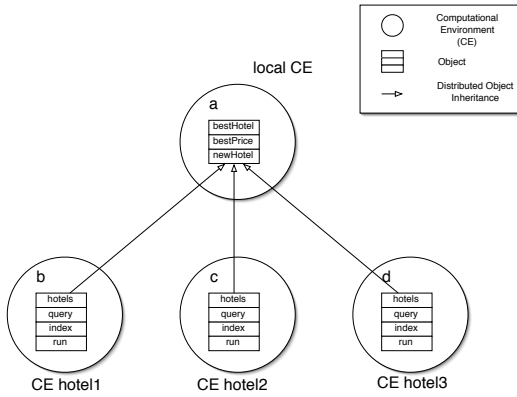 Computational
Environment
(CE)
Object
Distributed Object
Inheritance
local CE
a
bestHotel
bestPrice
newHotel
b
hotels
query
index
run
CE hotel1
c
hotels
query
index
run
CE hotel2
d
hotels
query
index
run
CE hotel3